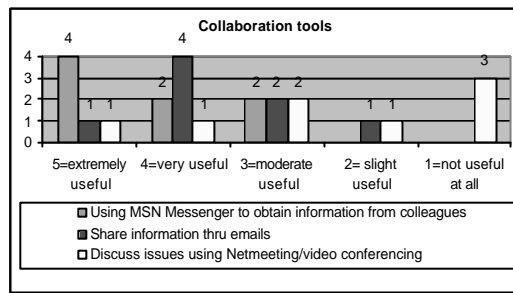 Collaboration tools
4 4
3
2 2 2 2
1 1 1 1 1
4
3
2
1
0
5=extremely useful
4=very useful
3=moderate useful
2= slight useful
1=not useful at all
Using MSN Messenger to obtain information from colleagues
Share information thru emails
Discuss issues using Netmeeting/video conferencing